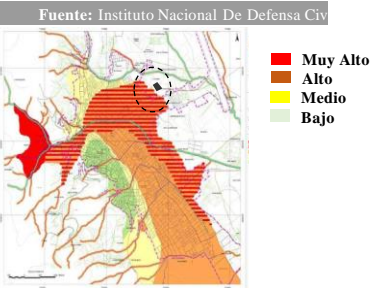 Fuente: Instituto Nacional De Defensa Civ
Muy Alto
Alto
Medio
Bajo